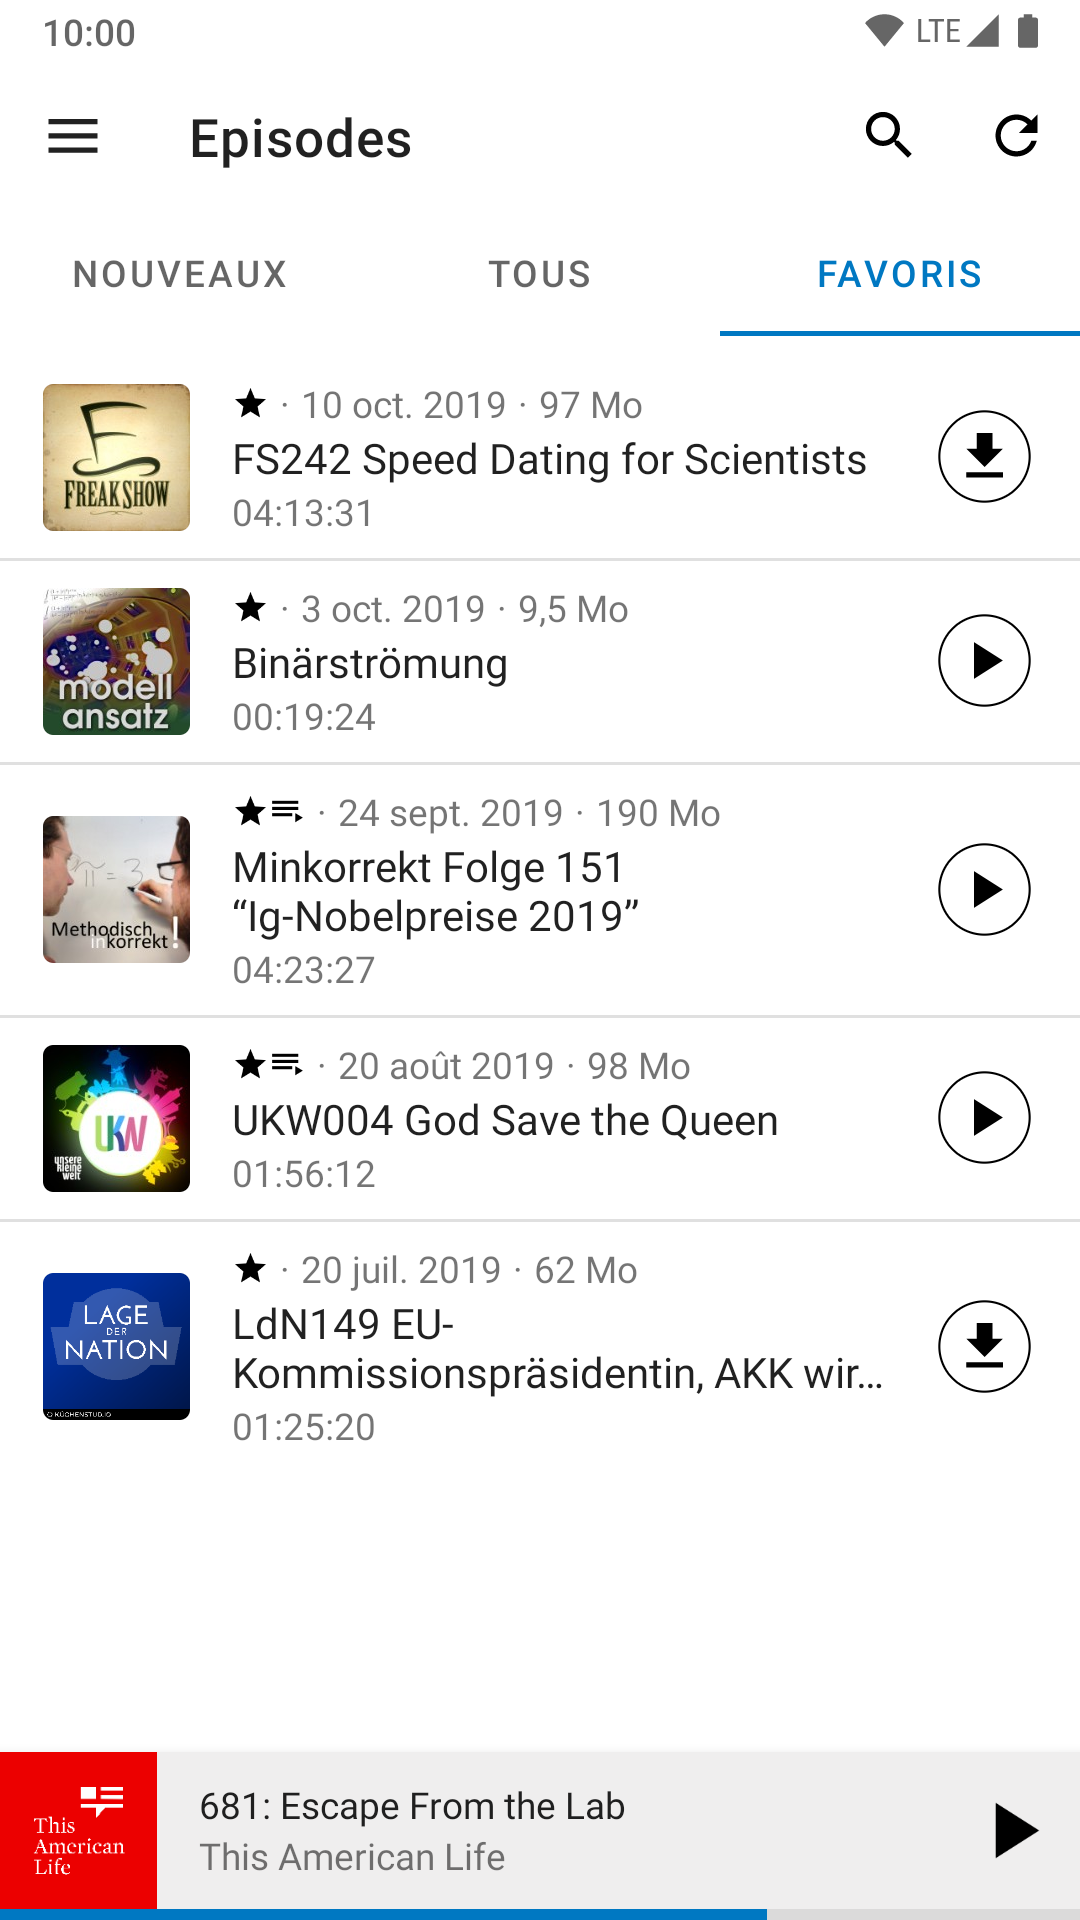 10:00
LTE
Episodes
NOUVEAUX
TOUS
FAVORIS
FREAK SHOW
· 10 oct. 2019 · 97 Mo
FS242 Speed Dating for Scientists
04:13:31
modell
ansatz
· 3 oct. 2019 · 9,5 Mo
Binärströmung
00:19:24
π = 3
Methodisch
inkorrekt!
· 24 sept. 2019 · 190 Mo
Minkorrekt Folge 151
“Ig-Nobelpreise 2019”
04:23:27
UKW
unsere
kleine
welt
· 20 août 2019 · 98 Mo
UKW004 God Save the Queen
01:56:12
LAGE
DER
NATION
KÜCHENSTUD.IO
· 20 juil. 2019 · 62 Mo
LdN149 EU-
Kommissionspräsidentin, AKK wir…
01:25:20
This
American
Life
681: Escape From the Lab
This American Life